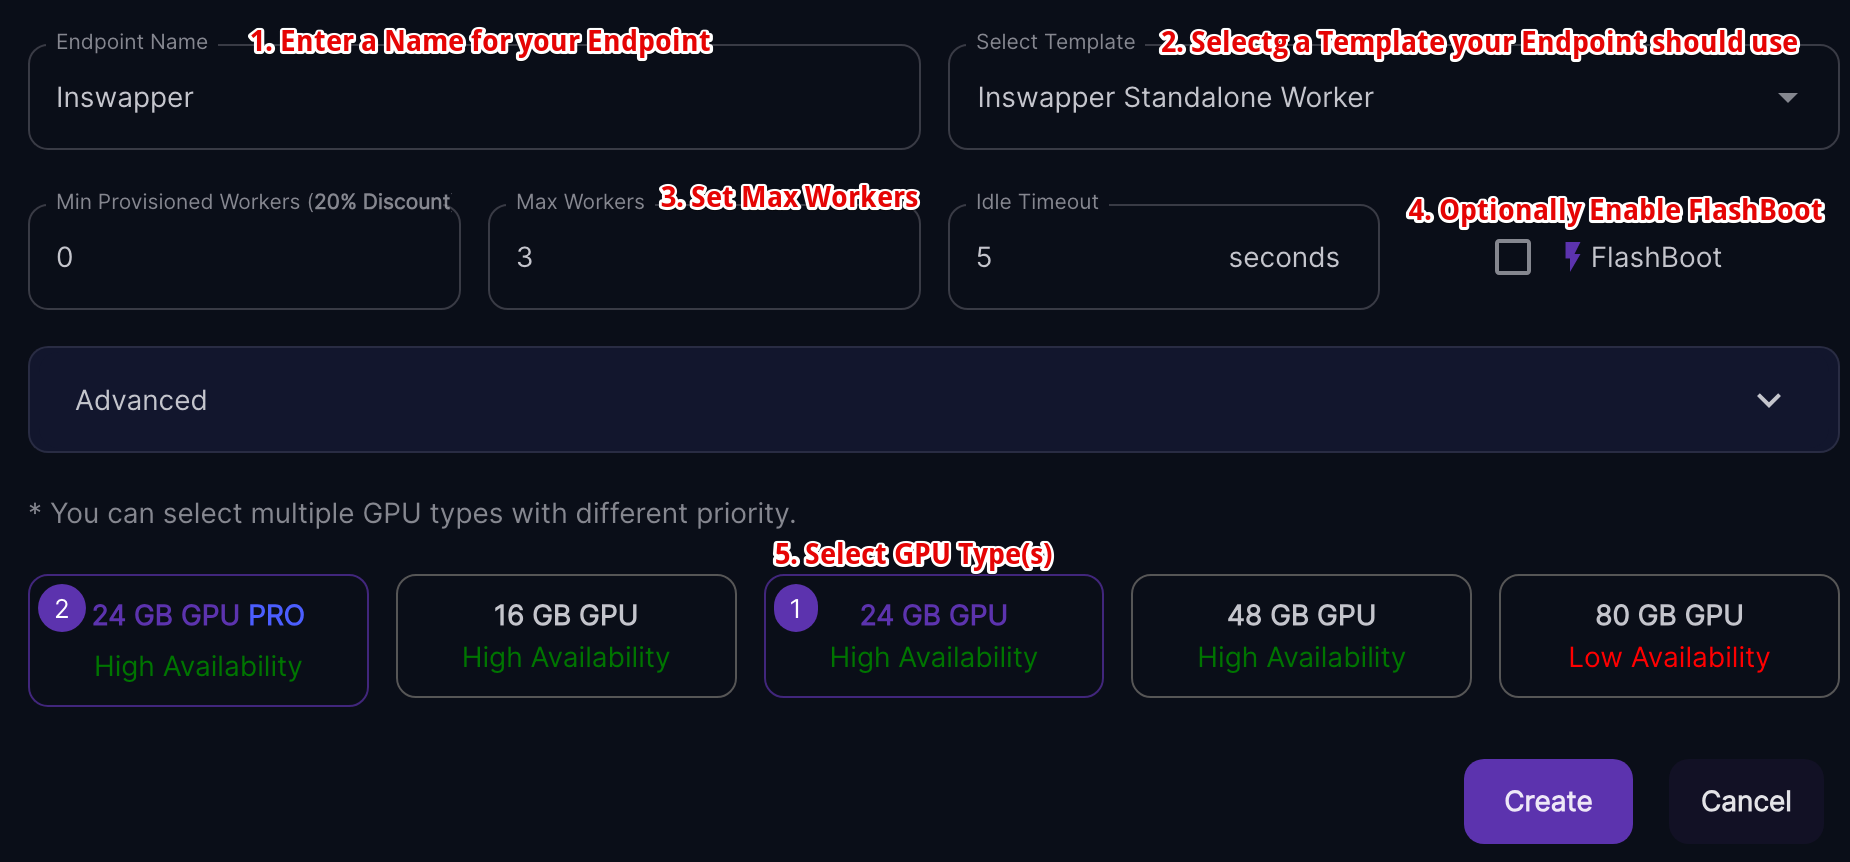 Endpoint Name
1. Enter a Name for your Endpoint
Select Template
2. Selectg a Template your Endpoint should use
Inswapper
Inswapper Standalone Worker
Min Provisioned Workers (20% Discount
Max Workers
3. Set Max Workers
Idle Timeout
4. Optionally Enable FlashBoot
0
3
5
seconds
FlashBoot
Advanced
* You can select multiple GPU types with different priority.
5. Select GPU Type(s)
2
24 GB GPU PRO
High Availability
16 GB GPU
High Availability
1
24 GB GPU
High Availability
48 GB GPU
High Availability
80 GB GPU
Low Availability
Create
Cancel